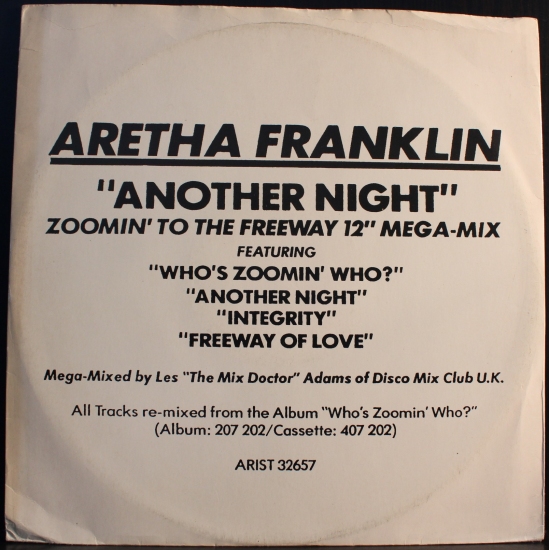 ARETHA FRANKLIN
"ANOTHER NIGHT"
ZOOMIN' TO THE FREEWAY 12" MEGA-MIX
FEATURING
"WHO'S ZOOMIN' WHO?"
"ANOTHER NIGHT"
"INTEGRITY"
"FREEWAY OF LOVE"
Mega-Mixed by Les "The Mix Doctor" Adams of Disco Mix Club U.K.
All Tracks re-mixed from the Album "Who's Zoomin' Who?"
(Album: 207 202/Cassette: 407 202)
ARIST 32657